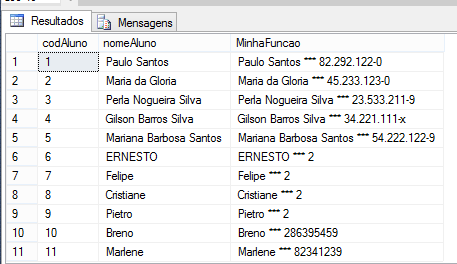 Resultados Mensagens
codAluno nomeAluno MinhaFuncao
1 1 Paulo Santos Paulo Santos *** 82.292.122-0
2 2 Maria da Gloria Maria da Gloria *** 45.233.123-0
3 3 Perla Nogueira Silva Perla Nogueira Silva *** 23.533.211-9
4 4 Gilson Barros Silva Gilson Barros Silva *** 34.221.111-x
5 5 Mariana Barbosa Santos Mariana Barbosa Santos *** 54.222.122-9
6 6 ERNESTO ERNESTO *** 2
7 7 Felipe Felipe *** 2
8 8 Cristiane Cristiane *** 2
9 9 Pietro Pietro *** 2
10 10 Breno Breno *** 286395459
11 11 Marlene Marlene *** 82341239